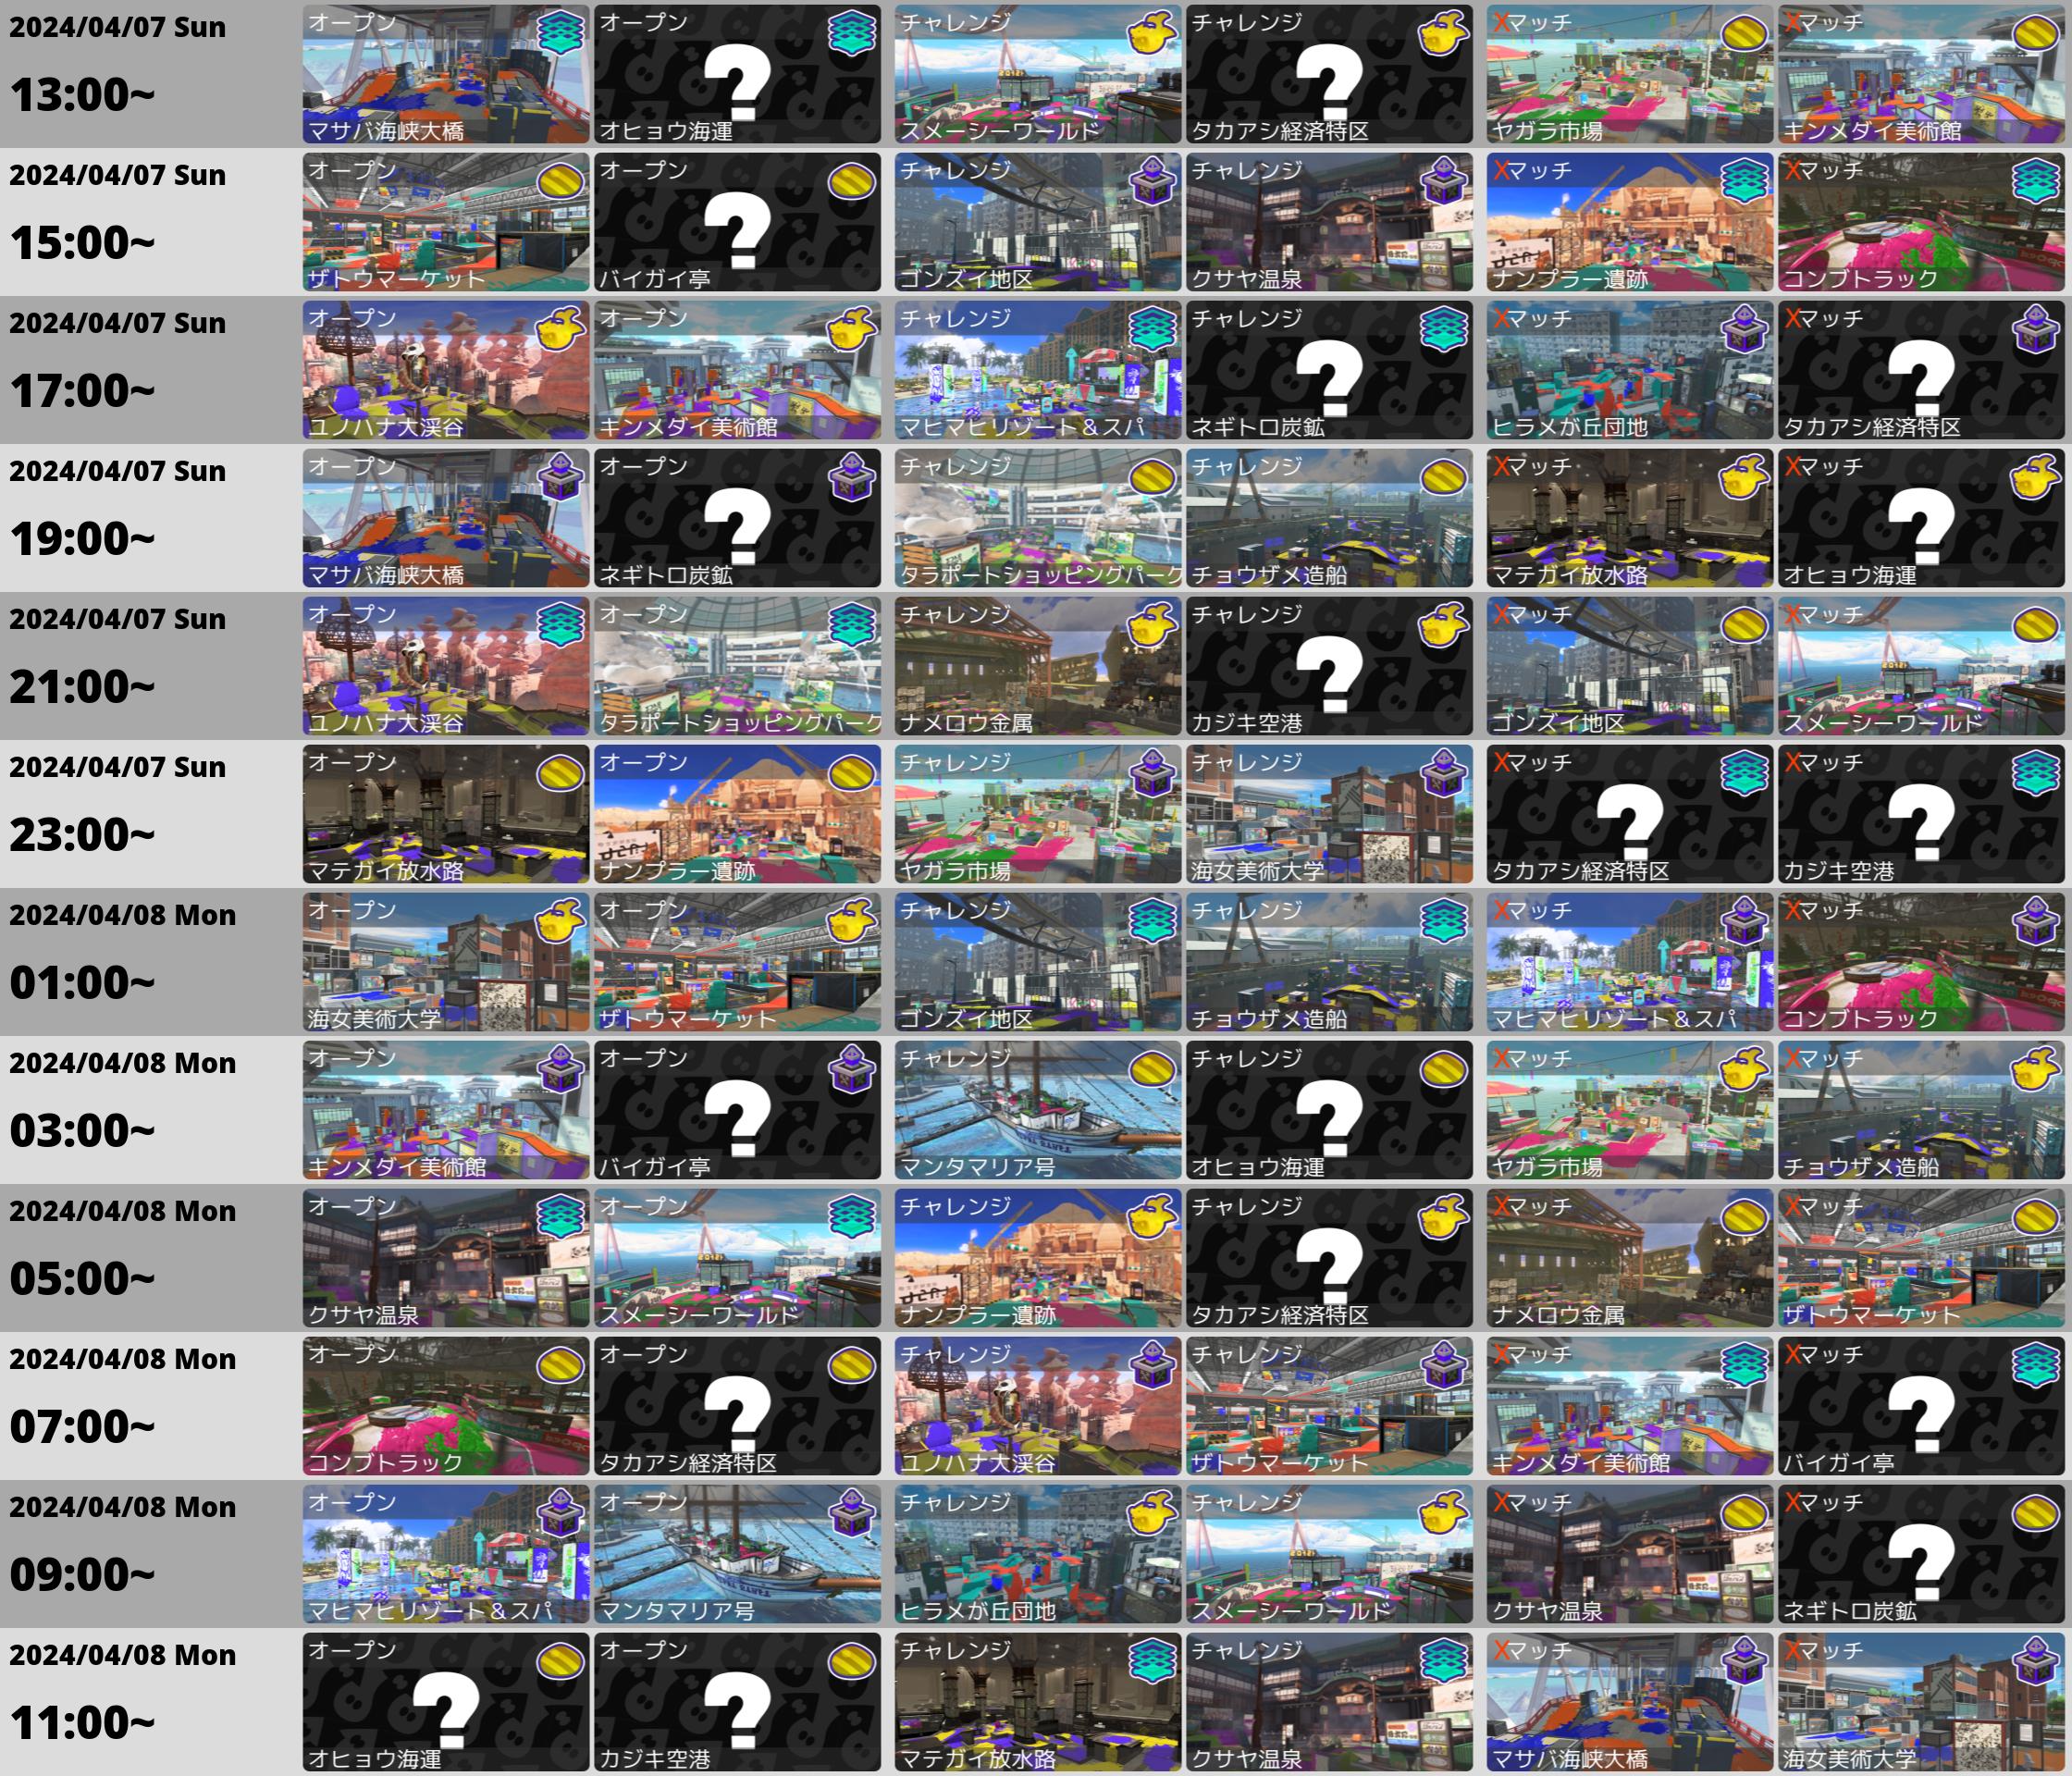 2024/04/07 Sun
13:00~
オープン
マサバ海峡大橋
オープン
オヒョウ海運
チャレンジ
スメーシーワールド
チャレンジ
タカアシ経済特区
Xマッチ
ヤガラ市場
Xマッチ
キンメダイ美術館
2024/04/07 Sun
15:00~
オープン
ザトウマーケット
オープン
バイガイ亭
チャレンジ
ゴンズイ地区
チャレンジ
クサヤ温泉
Xマッチ
ナンプラー遺跡
Xマッチ
コンブトラック
2024/04/07 Sun
17:00~
オープン
ユノハナ大渓谷
オープン
キンメダイ美術館
チャレンジ
マヒマヒリゾート＆スパ
チャレンジ
ネギトロ炭鉱
Xマッチ
ヒラメが丘団地
Xマッチ
タカアシ経済特区
2024/04/07 Sun
19:00~
オープン
マサバ海峡大橋
オープン
ネギトロ炭鉱
チャレンジ
タラポートショッピングパーク
チャレンジ
チョウザメ造船
Xマッチ
マテガイ放水路
Xマッチ
オヒョウ海運
2024/04/07 Sun
21:00~
オープン
ユノハナ大渓谷
オープン
タラポートショッピングパーク
チャレンジ
ナメロウ金属
チャレンジ
カジキ空港
Xマッチ
ゴンズイ地区
Xマッチ
スメーシーワールド
2024/04/07 Sun
23:00~
オープン
マテガイ放水路
オープン
ナンプラー遺跡
チャレンジ
ヤガラ市場
チャレンジ
海女美術大学
Xマッチ
タカアシ経済特区
Xマッチ
カジキ空港
2024/04/08 Mon
01:00~
オープン
海女美術大学
オープン
ザトウマーケット
チャレンジ
ゴンズイ地区
チャレンジ
チョウザメ造船
Xマッチ
マヒマヒリゾート＆スパ
Xマッチ
コンブトラック
2024/04/08 Mon
03:00~
オープン
キンメダイ美術館
オープン
バイガイ亭
チャレンジ
マンタマリア号
チャレンジ
オヒョウ海運
Xマッチ
ヤガラ市場
Xマッチ
チョウザメ造船
2024/04/08 Mon
05:00~
オープン
クサヤ温泉
オープン
スメーシーワールド
チャレンジ
ナンプラー遺跡
チャレンジ
タカアシ経済特区
Xマッチ
ナメロウ金属
Xマッチ
ザトウマーケット
2024/04/08 Mon
07:00~
オープン
コンブトラック
オープン
タカアシ経済特区
チャレンジ
ユノハナ大渓谷
チャレンジ
ザトウマーケット
Xマッチ
キンメダイ美術館
Xマッチ
バイガイ亭
2024/04/08 Mon
09:00~
オープン
マヒマヒリゾート＆スパ
オープン
マンタマリア号
チャレンジ
ヒラメが丘団地
チャレンジ
スメーシーワールド
Xマッチ
クサヤ温泉
Xマッチ
ネギトロ炭鉱
2024/04/08 Mon
11:00~
オープン
オヒョウ海運
オープン
カジキ空港
チャレンジ
マテガイ放水路
チャレンジ
クサヤ温泉
Xマッチ
マサバ海峡大橋
Xマッチ
海女美術大学